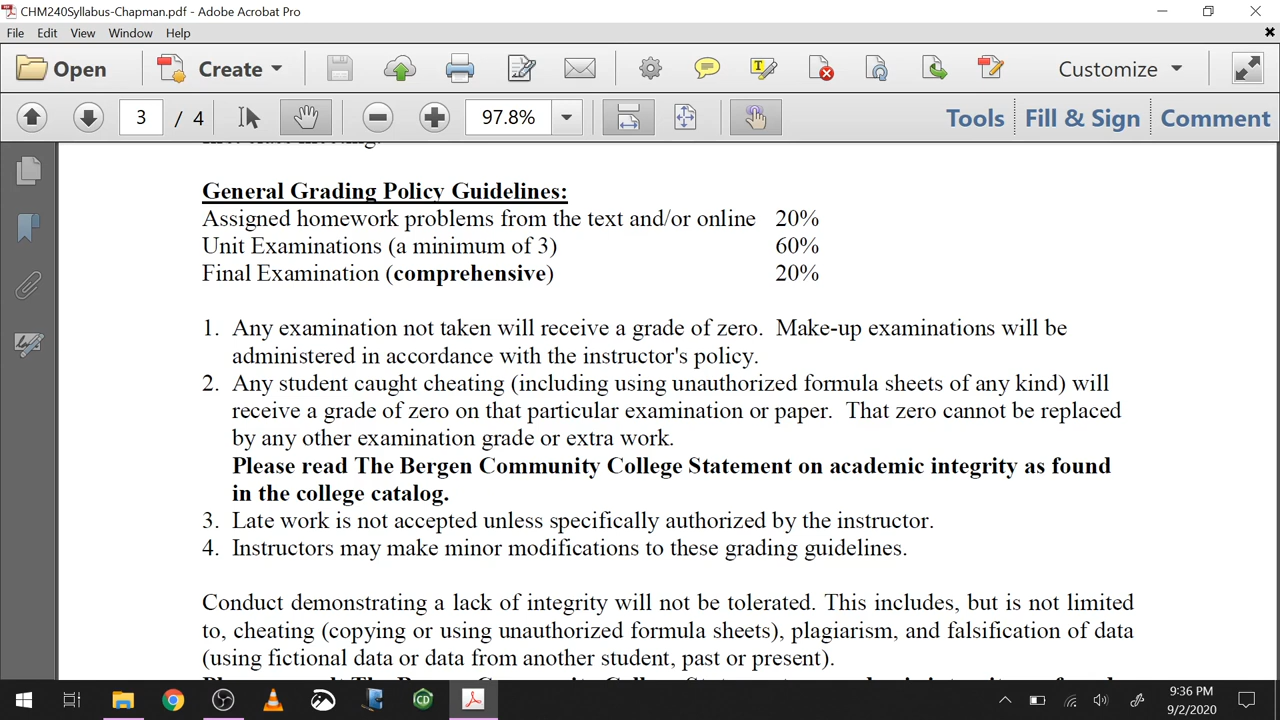 CHM240Syllabus-Chapman.pdf - Adobe Acrobat Pro
File Edit View Window Help
Open Create Customize
3 / 4 97.8% Tools Fill & Sign Comment
first class meeting.
General Grading Policy Guidelines:
Assigned homework problems from the text and/or online 20%
Unit Examinations (a minimum of 3) 60%
Final Examination (comprehensive) 20%
1. Any examination not taken will receive a grade of zero. Make-up examinations will be
administered in accordance with the instructor's policy.
2. Any student caught cheating (including using unauthorized formula sheets of any kind) will
receive a grade of zero on that particular examination or paper. That zero cannot be replaced
by any other examination grade or extra work.
Please read The Bergen Community College Statement on academic integrity as found
in the college catalog.
3. Late work is not accepted unless specifically authorized by the instructor.
4. Instructors may make minor modifications to these grading guidelines.
Conduct demonstrating a lack of integrity will not be tolerated. This includes, but is not limited
to, cheating (copying or using unauthorized formula sheets), plagiarism, and falsification of data
(using fictional data or data from another student, past or present).
9:36 PM
9/2/2020